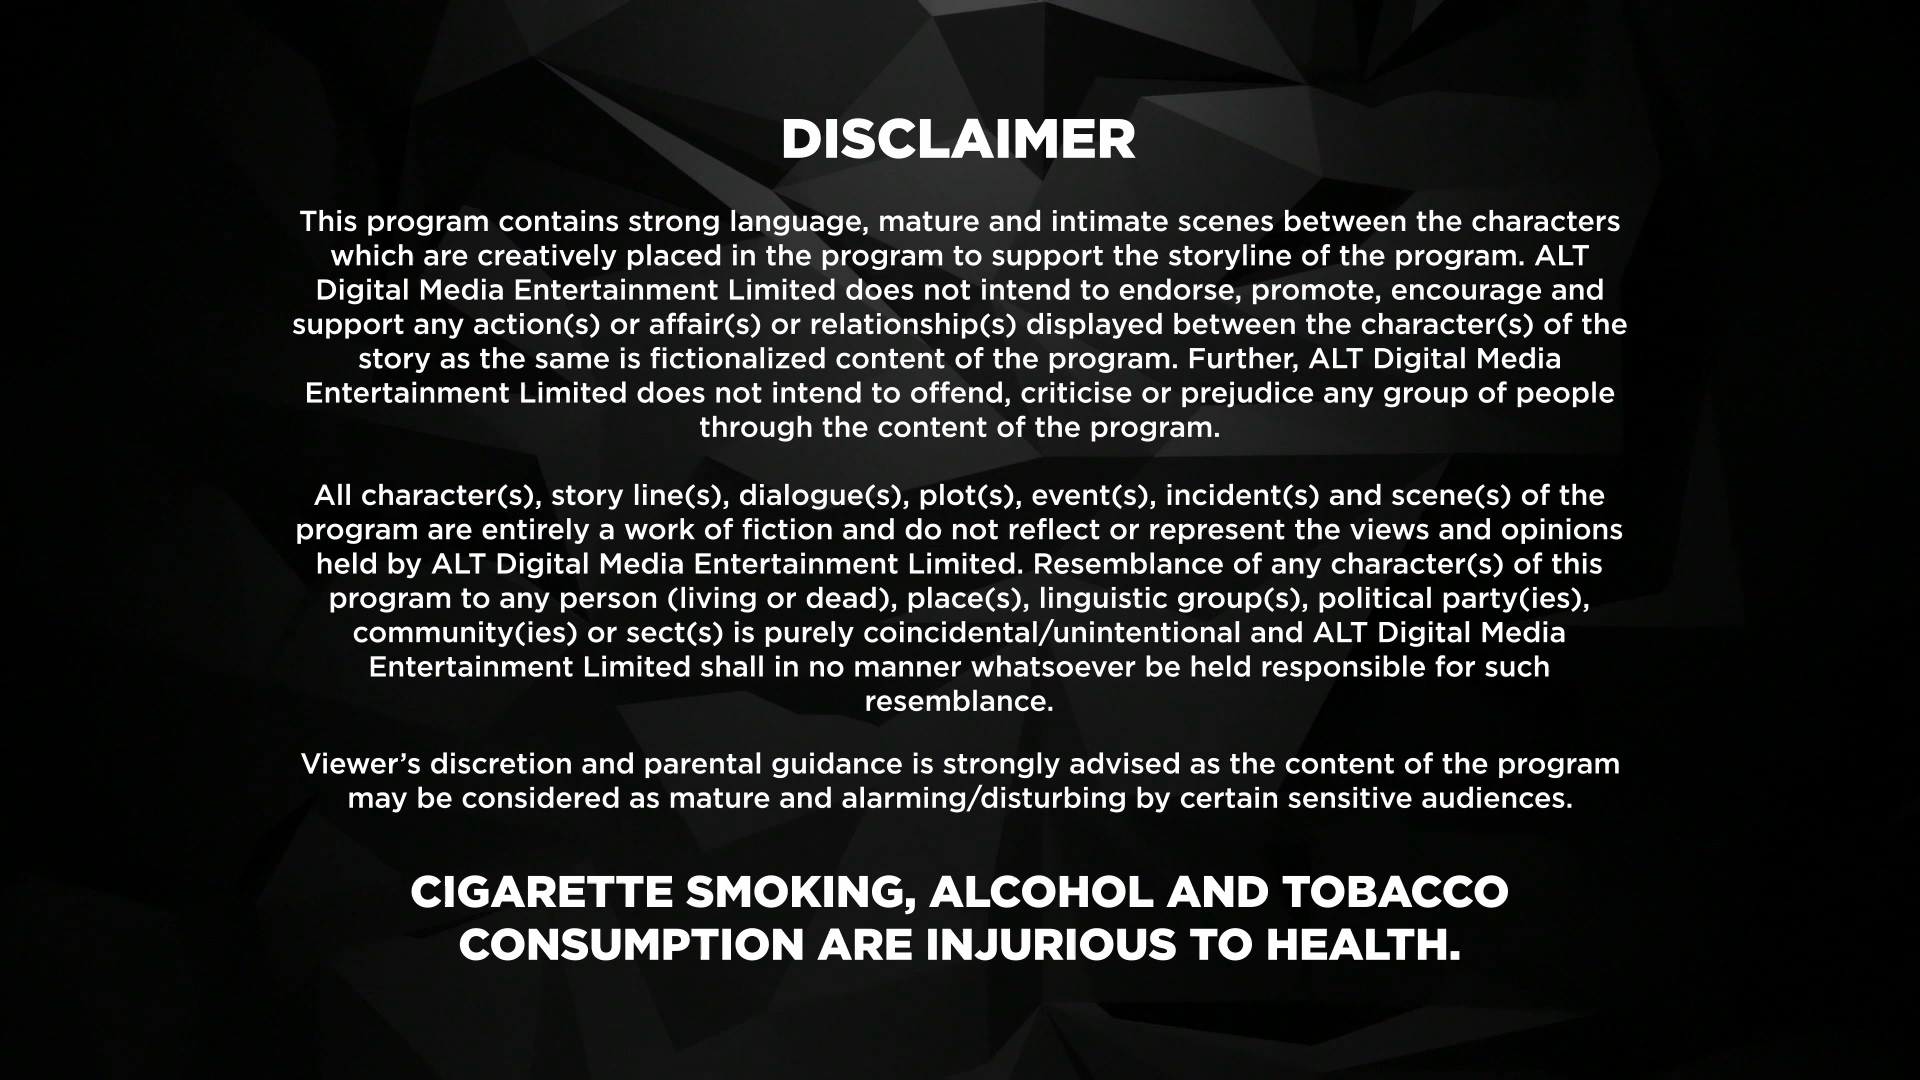 DISCLAIMER
This program contains strong language, mature and intimate scenes between the characters
which are creatively placed in the program to support the storyline of the program. ALT
Digital Media Entertainment Limited does not intend to endorse, promote, encourage and
support any action(s) or affair(s) or relationship(s) displayed between the character(s) of the
story as the same is fictionalized content of the program. Further, ALT Digital Media
Entertainment Limited does not intend to offend, criticise or prejudice any group of people
through the content of the program.
All character(s), story line(s), dialogue(s), plot(s), event(s), incident(s) and scene(s) of the
program are entirely a work of fiction and do not reflect or represent the views and opinions
held by ALT Digital Media Entertainment Limited. Resemblance of any character(s) of this
program to any person (living or dead), place(s), linguistic group(s), political party(ies),
community(ies) or sect(s) is purely coincidental/unintentional and ALT Digital Media
Entertainment Limited shall in no manner whatsoever be held responsible for such
resemblance.
Viewer’s discretion and parental guidance is strongly advised as the content of the program
may be considered as mature and alarming/disturbing by certain sensitive audiences.
CIGARETTE SMOKING, ALCOHOL AND TOBACCO
CONSUMPTION ARE INJURIOUS TO HEALTH.